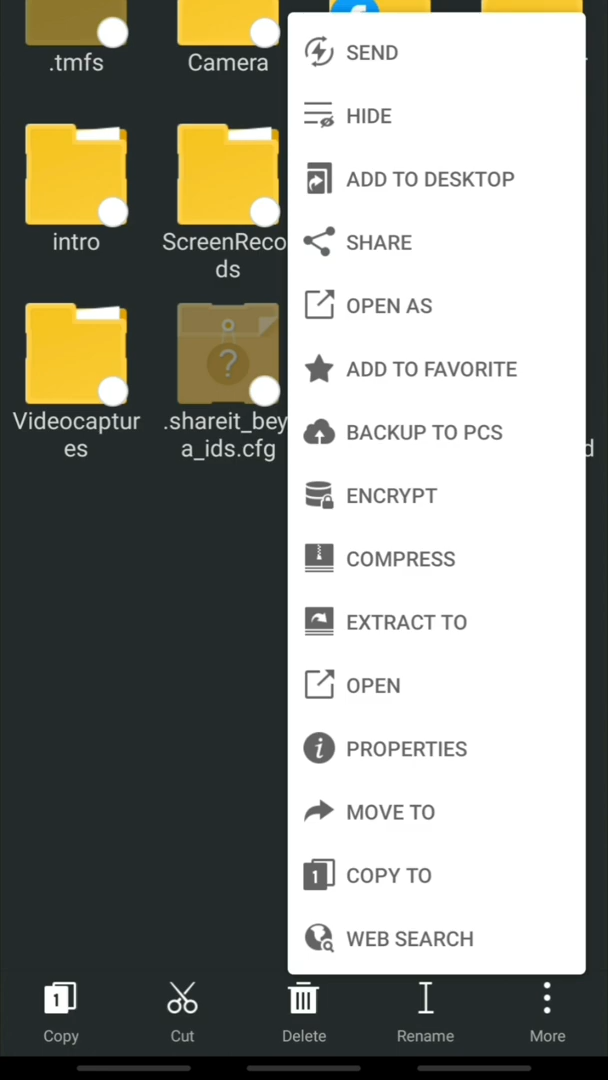 .tmfs
Camera
intro
ScreenReco
ds
Videocaptur
es
.shareit_bey
a_ids.cfg
d
SEND
HIDE
ADD TO DESKTOP
SHARE
OPEN AS
ADD TO FAVORITE
BACKUP TO PCS
ENCRYPT
COMPRESS
EXTRACT TO
OPEN
PROPERTIES
MOVE TO
COPY TO
WEB SEARCH
Copy
Cut
Delete
Rename
More